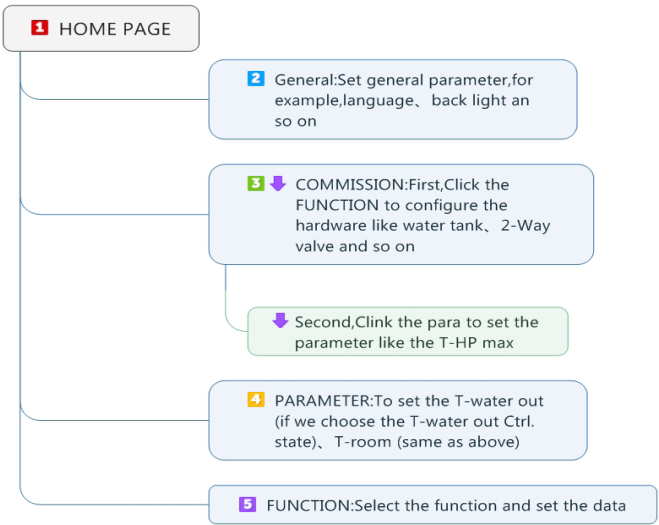 1 HOME PAGE
2 General:Set general parameter,for
example,language、back light an
so on
3 COMMISSION:First,Click the
FUNCTION to configure the
hardware like water tank、2-Way
valve and so on
Second,Clink the para to set the
parameter like the T-HP max
4 PARAMETER:To set the T-water out
(if we choose the T-water out Ctrl.
state)、T-room (same as above)
5 FUNCTION:Select the function and set the data